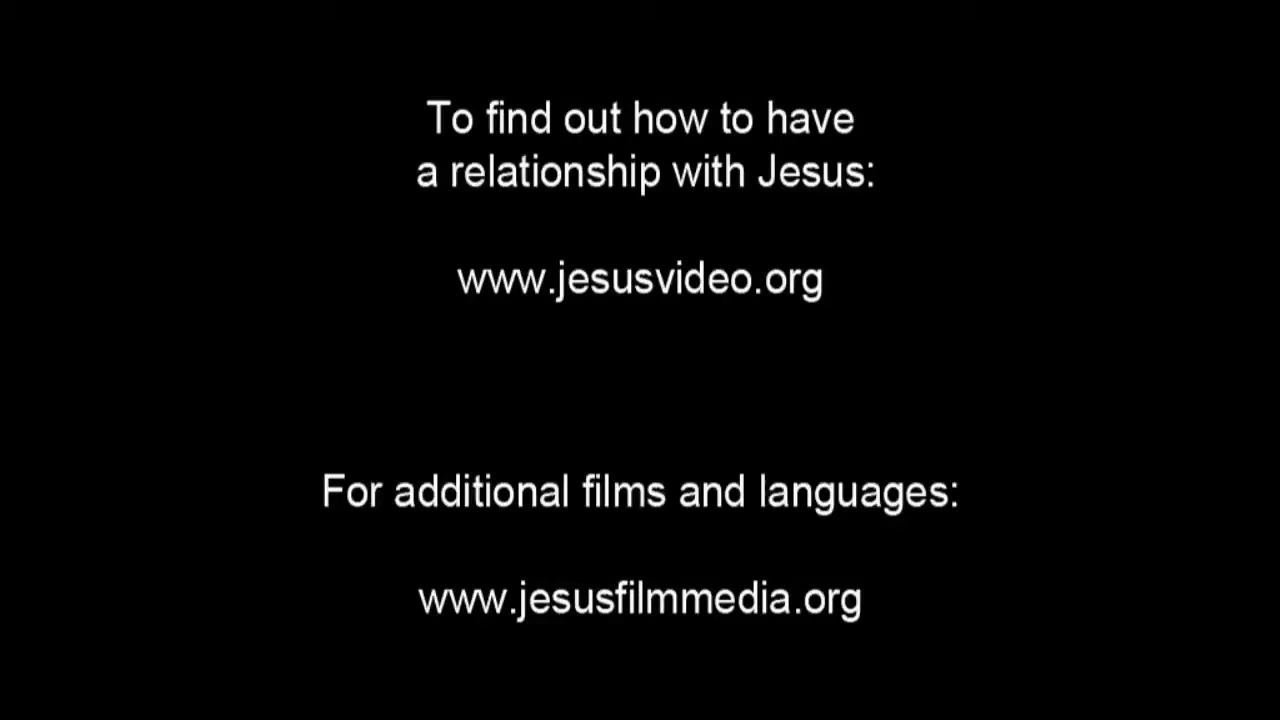 To find out how to have
a relationship with Jesus:
www.jesusvideo.org
For additional films and languages:
www.jesusfilmmedia.org